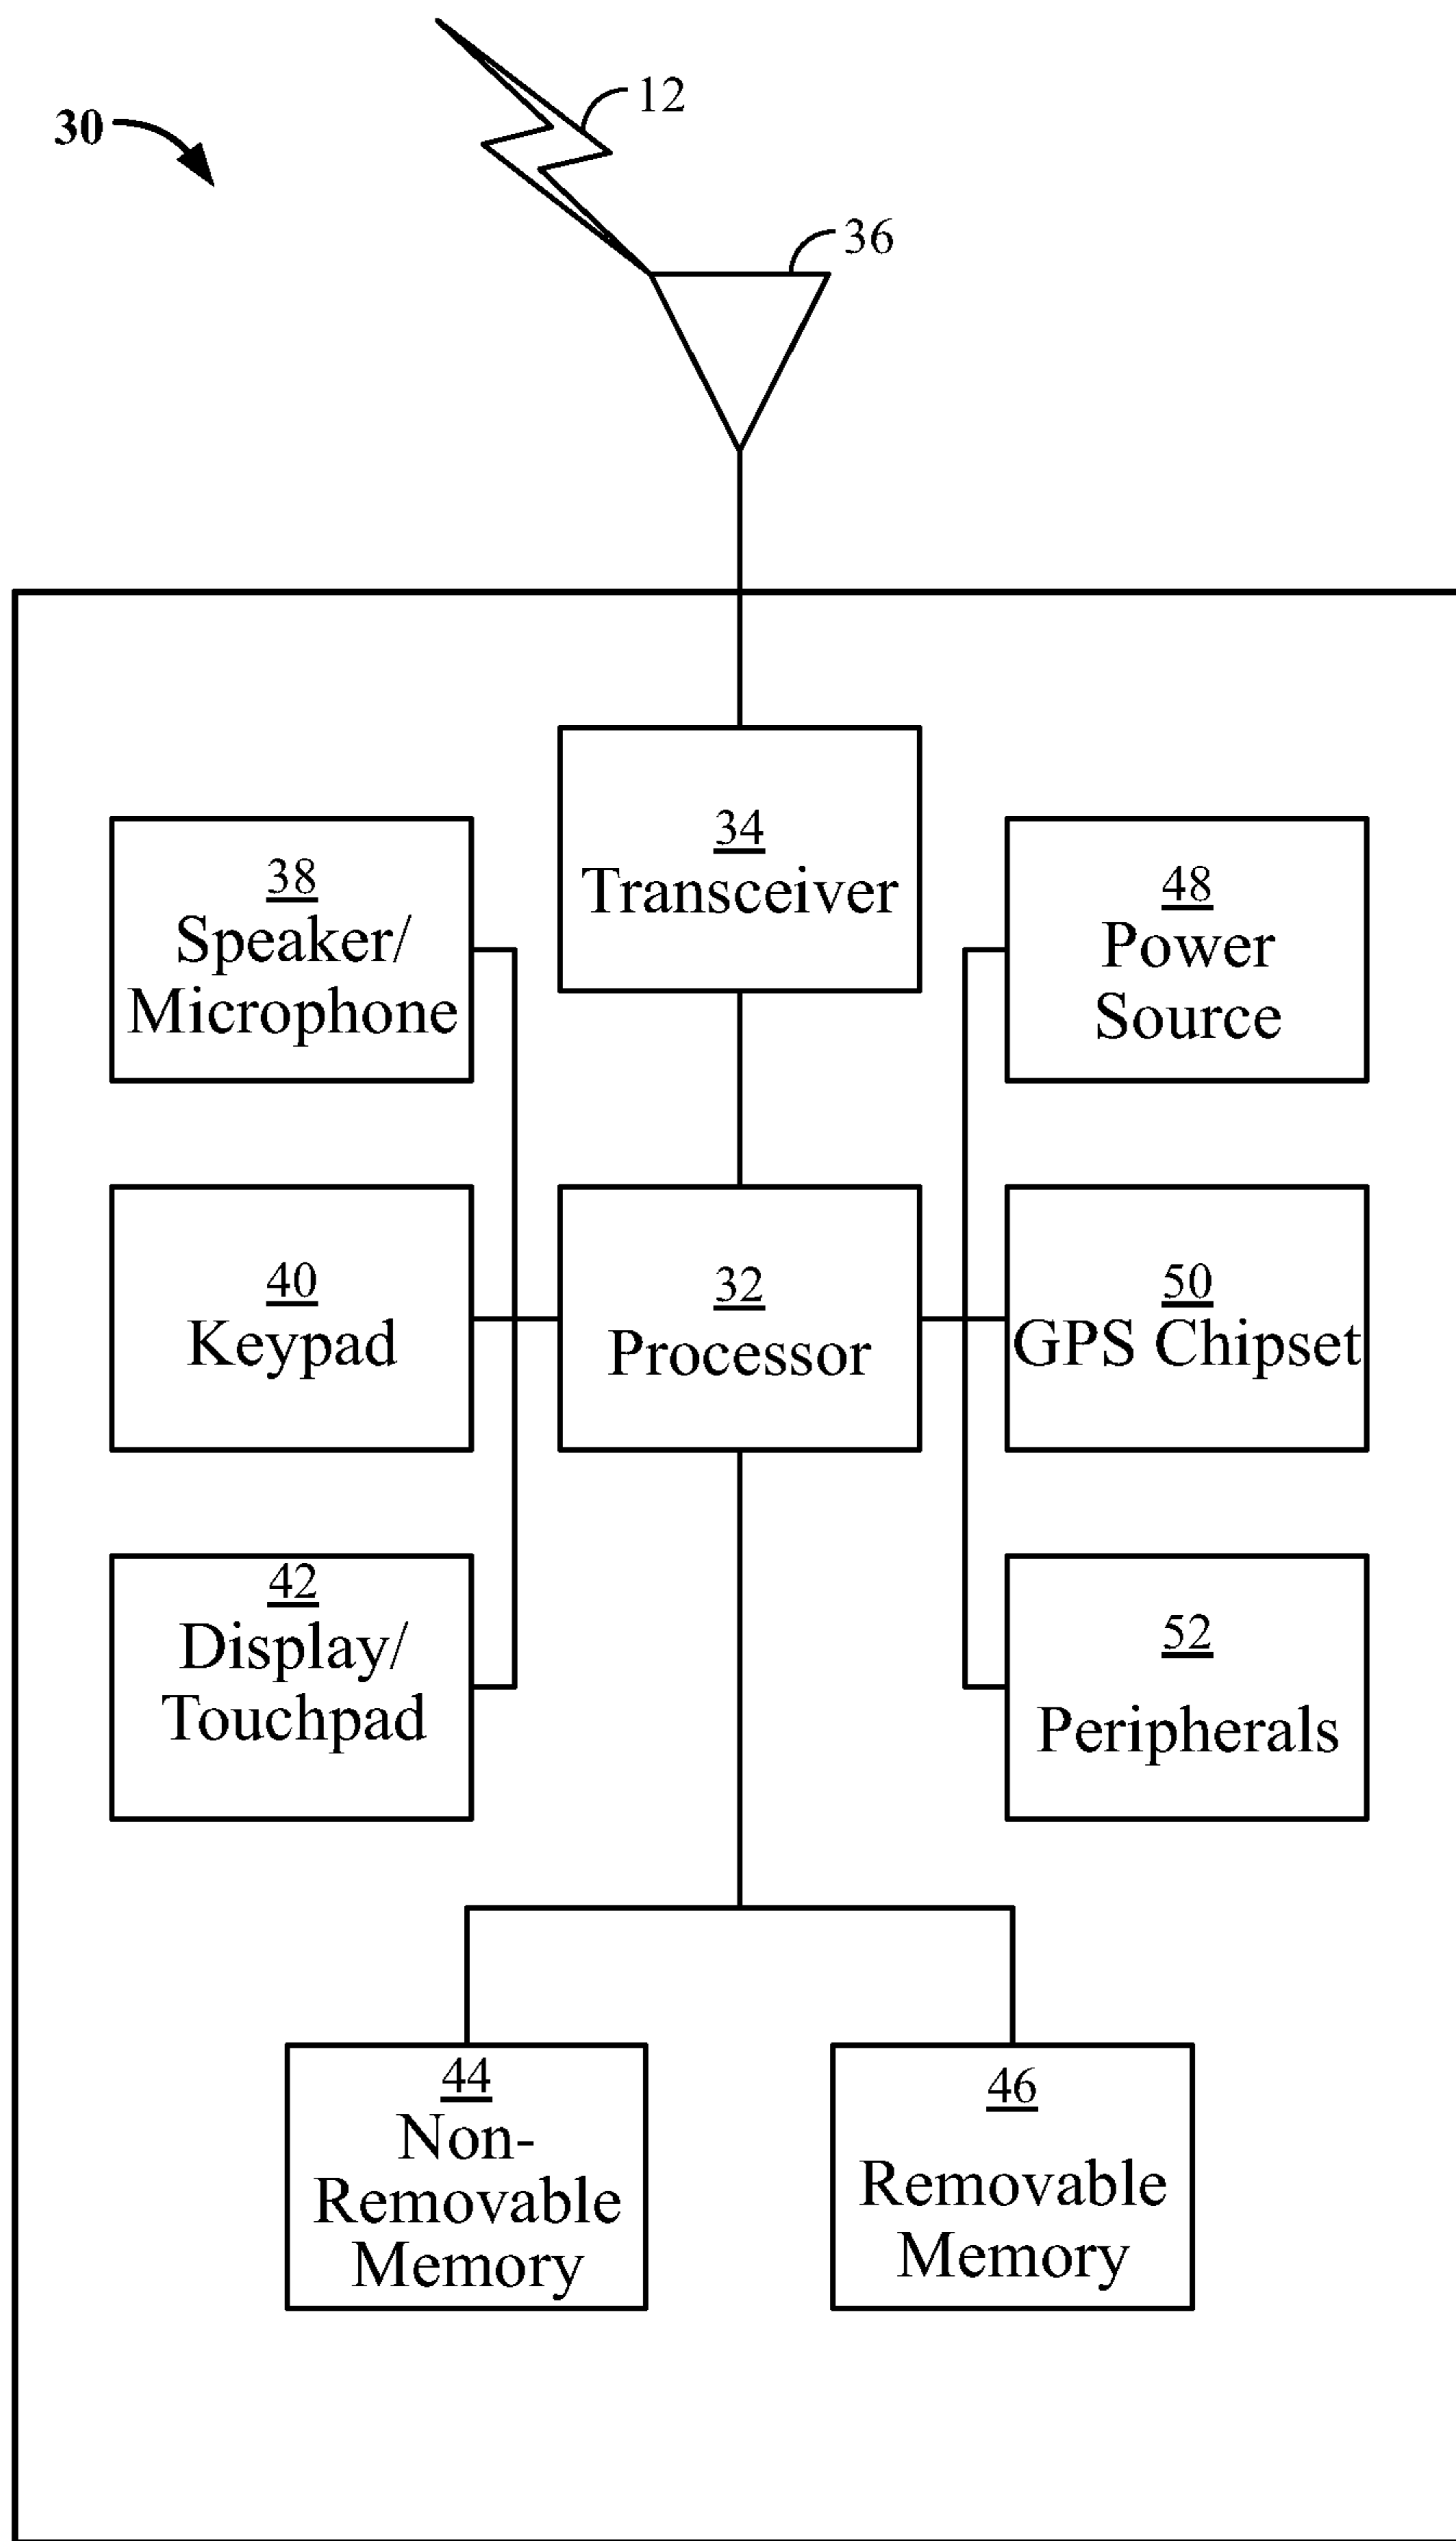 12
30
36
34
Transceiver
38
Speaker/
Microphone
48
Power
Source
40
Keypad
32
Processor
50
GPS Chipset
42
Display/
Touchpad
52
Peripherals
44
Non-
Removable
Memory
46
Removable
Memory